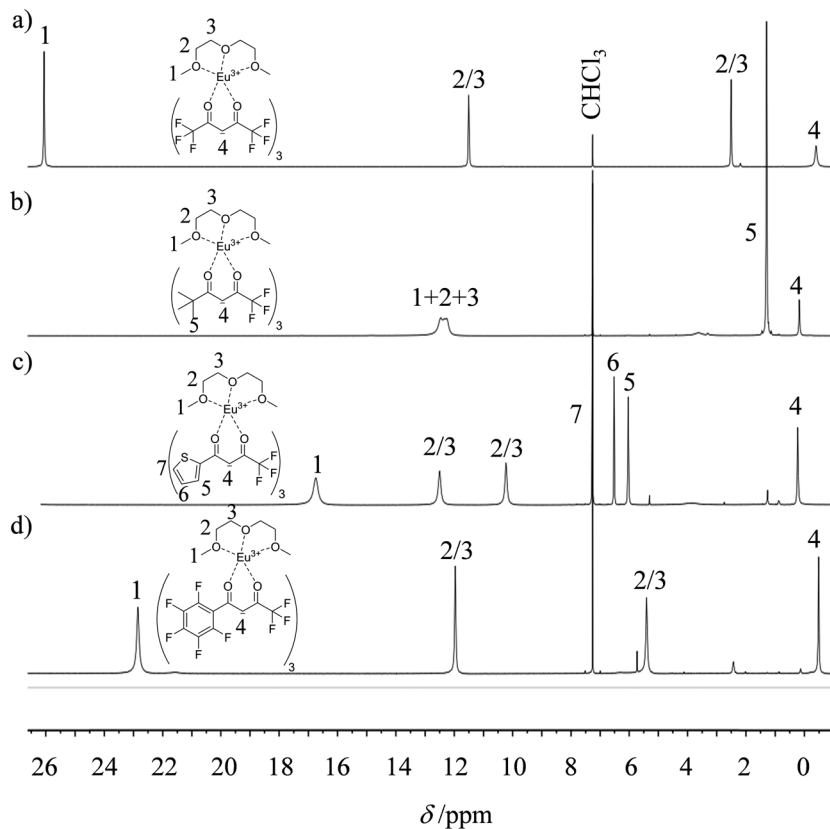 a)
1
3
2
O
O
O
1
Eu3+
O
O
F
F
F
F
F
F
4
3
2/3
CHCl3
2/3
4
b)
3
2
O
O
O
1
Eu3+
O
O
F
F
F
5
4
3
1+2+3
5
4
c)
3
2
O
O
O
1
Eu3+
O
O
S
F
F
F
7
6
5
4
3
1
2/3
2/3
7
6
5
4
d)
3
2
O
O
O
1
Eu3+
O
O
F
F
F
F
F
F
F
F
4
3
1
2/3
2/3
4
26 24 22 20 18 16 14 12 10 8 6 4 2 0
δ /ppm